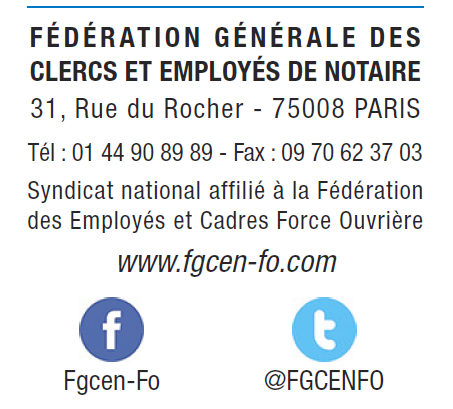 FÉDÉRATION GÉNÉRALE DES
CLERCS ET EMPLOYÉS DE NOTAIRE
31, Rue du Rocher - 75008 PARIS
Tél : 01 44 90 89 89 - Fax : 09 70 62 37 03
Syndicat national affilié à la Fédération
des Employés et Cadres Force Ouvrière
www.fgcen-fo.com
Fgcen-Fo @FGCENFO